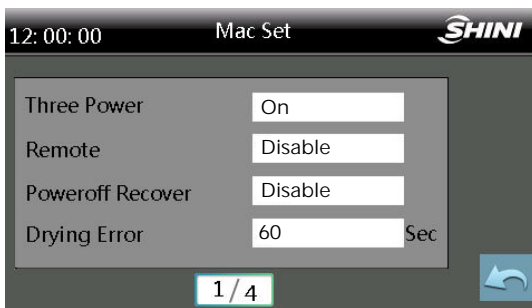 12: 00: 00 Mac Set SHINI
Three Power On
Remote Disable
Poweroff Recover Disable
Drying Error 60 Sec
1/4